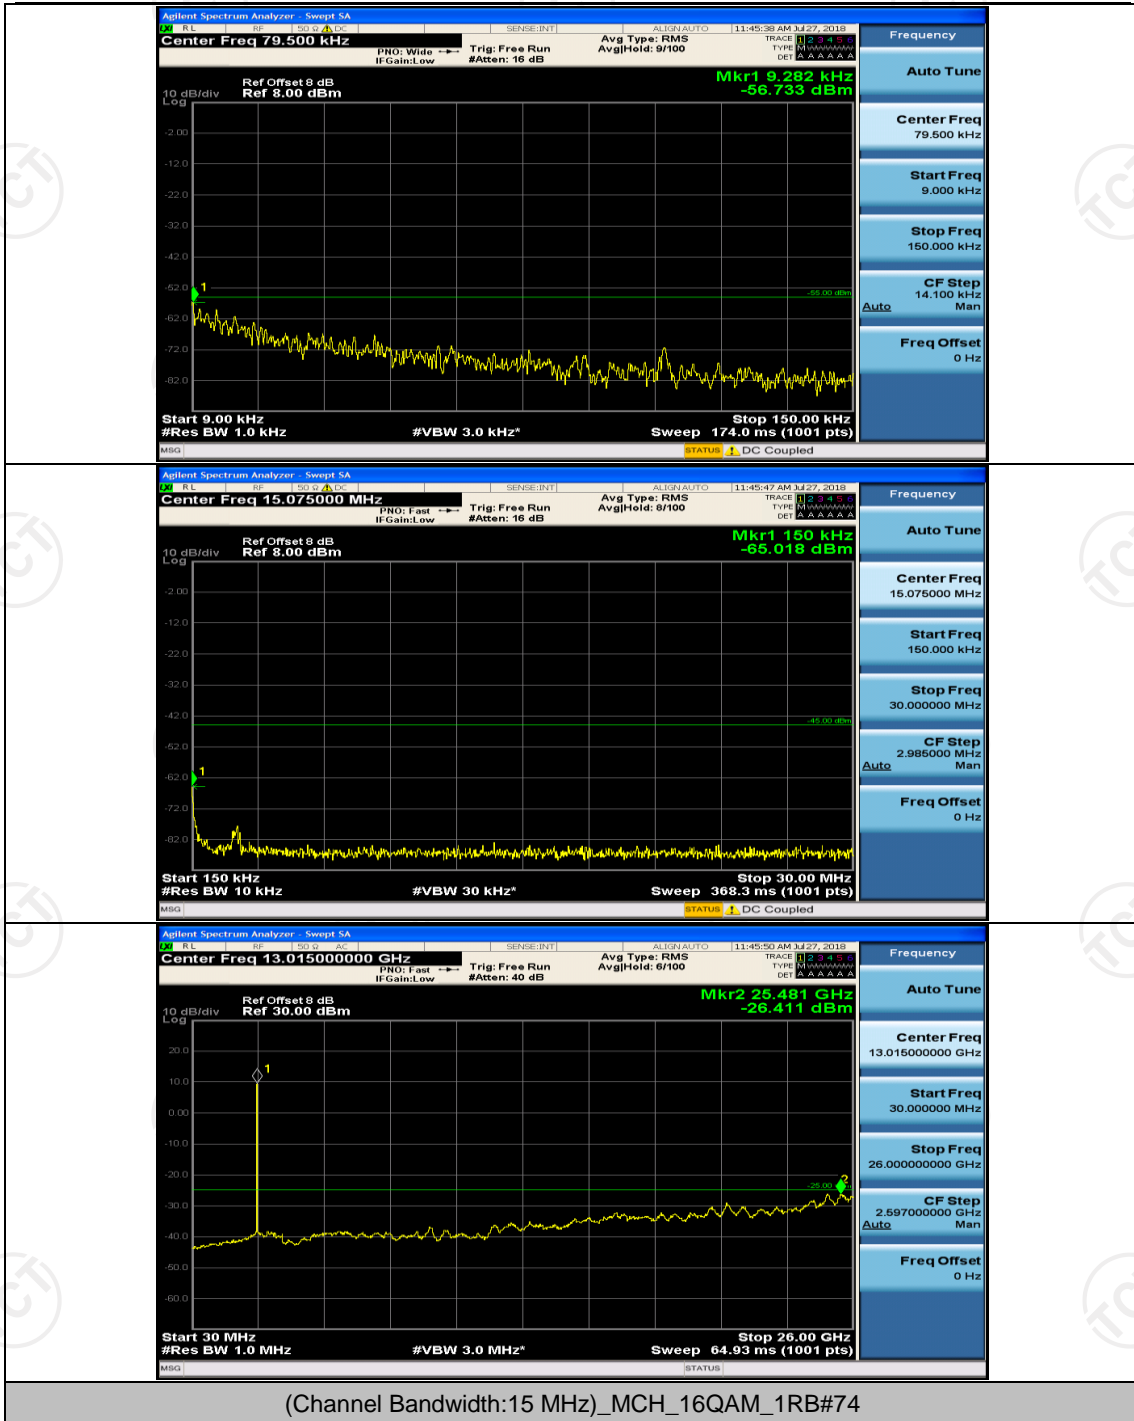 Agilent Spectrum Analyzer - Swept SA
LXI RL RF 50 Ω DC SENSE:INT ALIGN AUTO 11:45:38 AM Jul 27, 2018
Center Freq 79.500 kHz
PNO: Wide
IFGain:Low
Trig: Free Run
#Atten: 16 dB
Avg Type: RMS
Avg|Hold: 9/100
TRACE 1 2 3 4 5 6
TYPE M
DET A A A A A A
Ref Offset 8 dB
10 dB/div Ref 8.00 dBm
Log
Mkr1 9.282 kHz
-56.733 dBm
-2.00
-12.0
-22.0
-32.0
-42.0
-52.0
-62.0
-72.0
-82.0
1
-55.00 dBm
Start 9.00 kHz Stop 150.00 kHz
#Res BW 1.0 kHz #VBW 3.0 kHz* Sweep 174.0 ms (1001 pts)
MSG STATUS DC Coupled
Frequency
Auto Tune
Center Freq
79.500 kHz
Start Freq
9.000 kHz
Stop Freq
150.000 kHz
CF Step
14.100 kHz
Auto Man
Freq Offset
0 Hz
Agilent Spectrum Analyzer - Swept SA
LXI RL RF 50 Ω DC SENSE:INT ALIGN AUTO 11:45:47 AM Jul 27, 2018
Center Freq 15.075000 MHz
PNO: Fast
IFGain:Low
Trig: Free Run
#Atten: 16 dB
Avg Type: RMS
Avg|Hold: 8/100
TRACE 1 2 3 4 5 6
TYPE M
DET A A A A A A
Ref Offset 8 dB
10 dB/div Ref 8.00 dBm
Log
Mkr1 150 kHz
-65.018 dBm
-2.00
-12.0
-22.0
-32.0
-42.0
-52.0
-62.0
-72.0
-82.0
1
-45.00 dBm
Start 150 kHz Stop 30.00 MHz
#Res BW 10 kHz #VBW 30 kHz* Sweep 368.3 ms (1001 pts)
MSG STATUS DC Coupled
Frequency
Auto Tune
Center Freq
15.075000 MHz
Start Freq
150.000 kHz
Stop Freq
30.000000 MHz
CF Step
2.985000 MHz
Auto Man
Freq Offset
0 Hz
Agilent Spectrum Analyzer - Swept SA
LXI RL RF 50 Ω AC SENSE:INT ALIGN AUTO 11:45:50 AM Jul 27, 2018
Center Freq 13.015000000 GHz
PNO: Fast
IFGain:Low
Trig: Free Run
#Atten: 40 dB
Avg Type: RMS
Avg|Hold: 6/100
TRACE 1 2 3 4 5 6
TYPE M
DET A A A A A A
Ref Offset 8 dB
10 dB/div Ref 30.00 dBm
Log
Mkr2 25.481 GHz
-26.411 dBm
20.0
10.0
0.00
-10.0
-20.0
-30.0
-40.0
-50.0
-60.0
1
2
-25.00
Start 30 MHz Stop 26.00 GHz
#Res BW 1.0 MHz #VBW 3.0 MHz* Sweep 64.93 ms (1001 pts)
MSG STATUS
Frequency
Auto Tune
Center Freq
13.015000000 GHz
Start Freq
30.000000 MHz
Stop Freq
26.000000000 GHz
CF Step
2.597000000 GHz
Auto Man
Freq Offset
0 Hz
(Channel Bandwidth:15 MHz)_MCH_16QAM_1RB#74
TCT